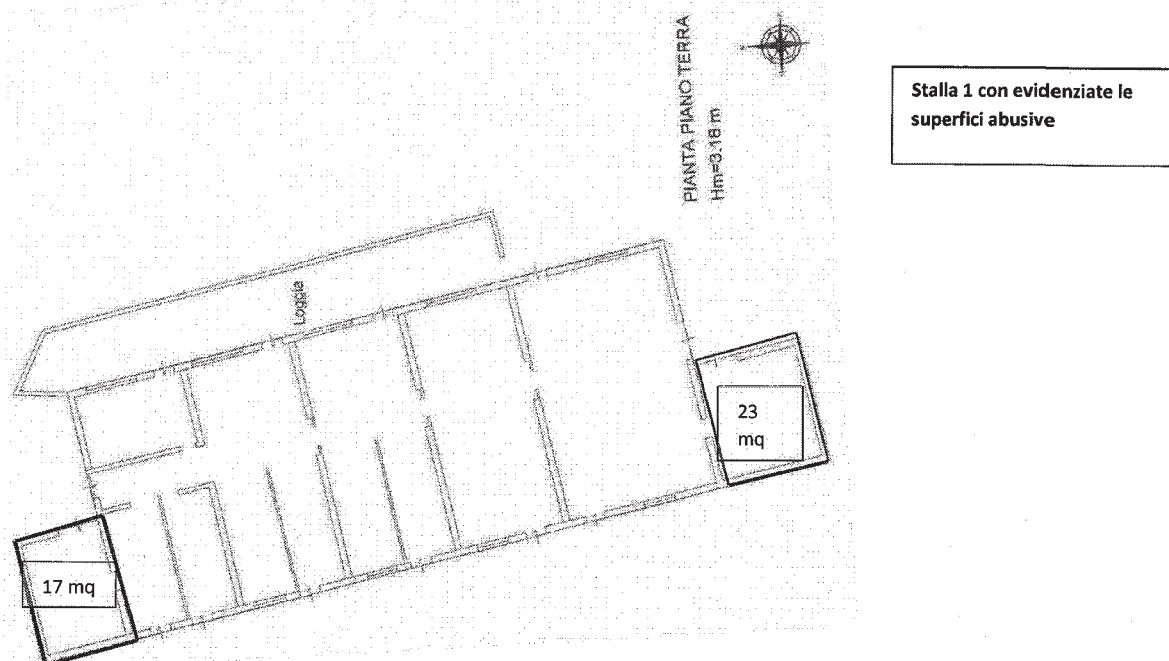 PIANTA PIANO TERRA
Hm=3.18 m
Stalla 1 con evidenziate le
superfici abusive
Loggia
23
mq
17 mq